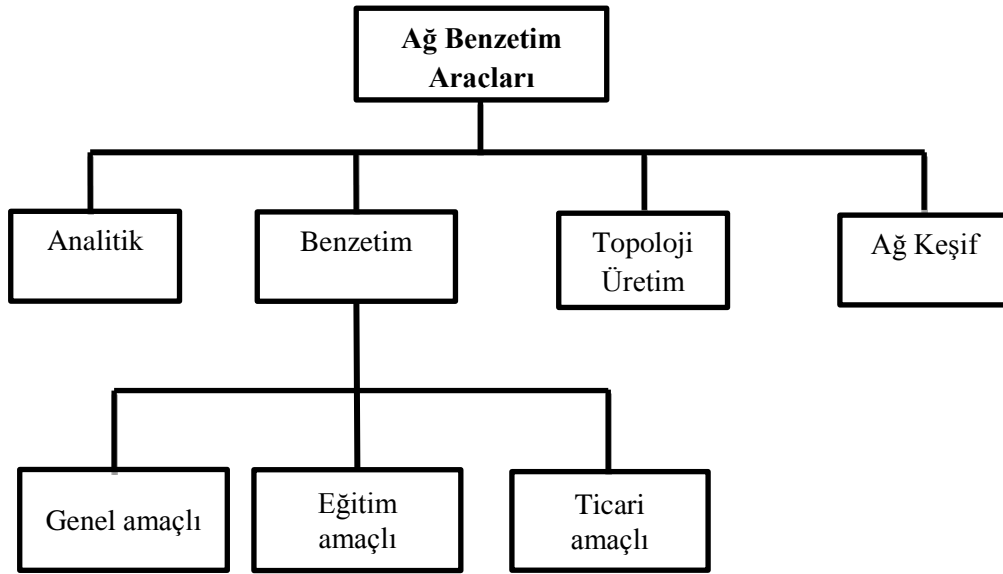 Ağ Benzetim
Aracları
Analitik
Benzetim
Topoloji
Üretim
Ağ Keşif
Genel amaçlı
Eğitim
amaçlı
Ticari
amaçlı